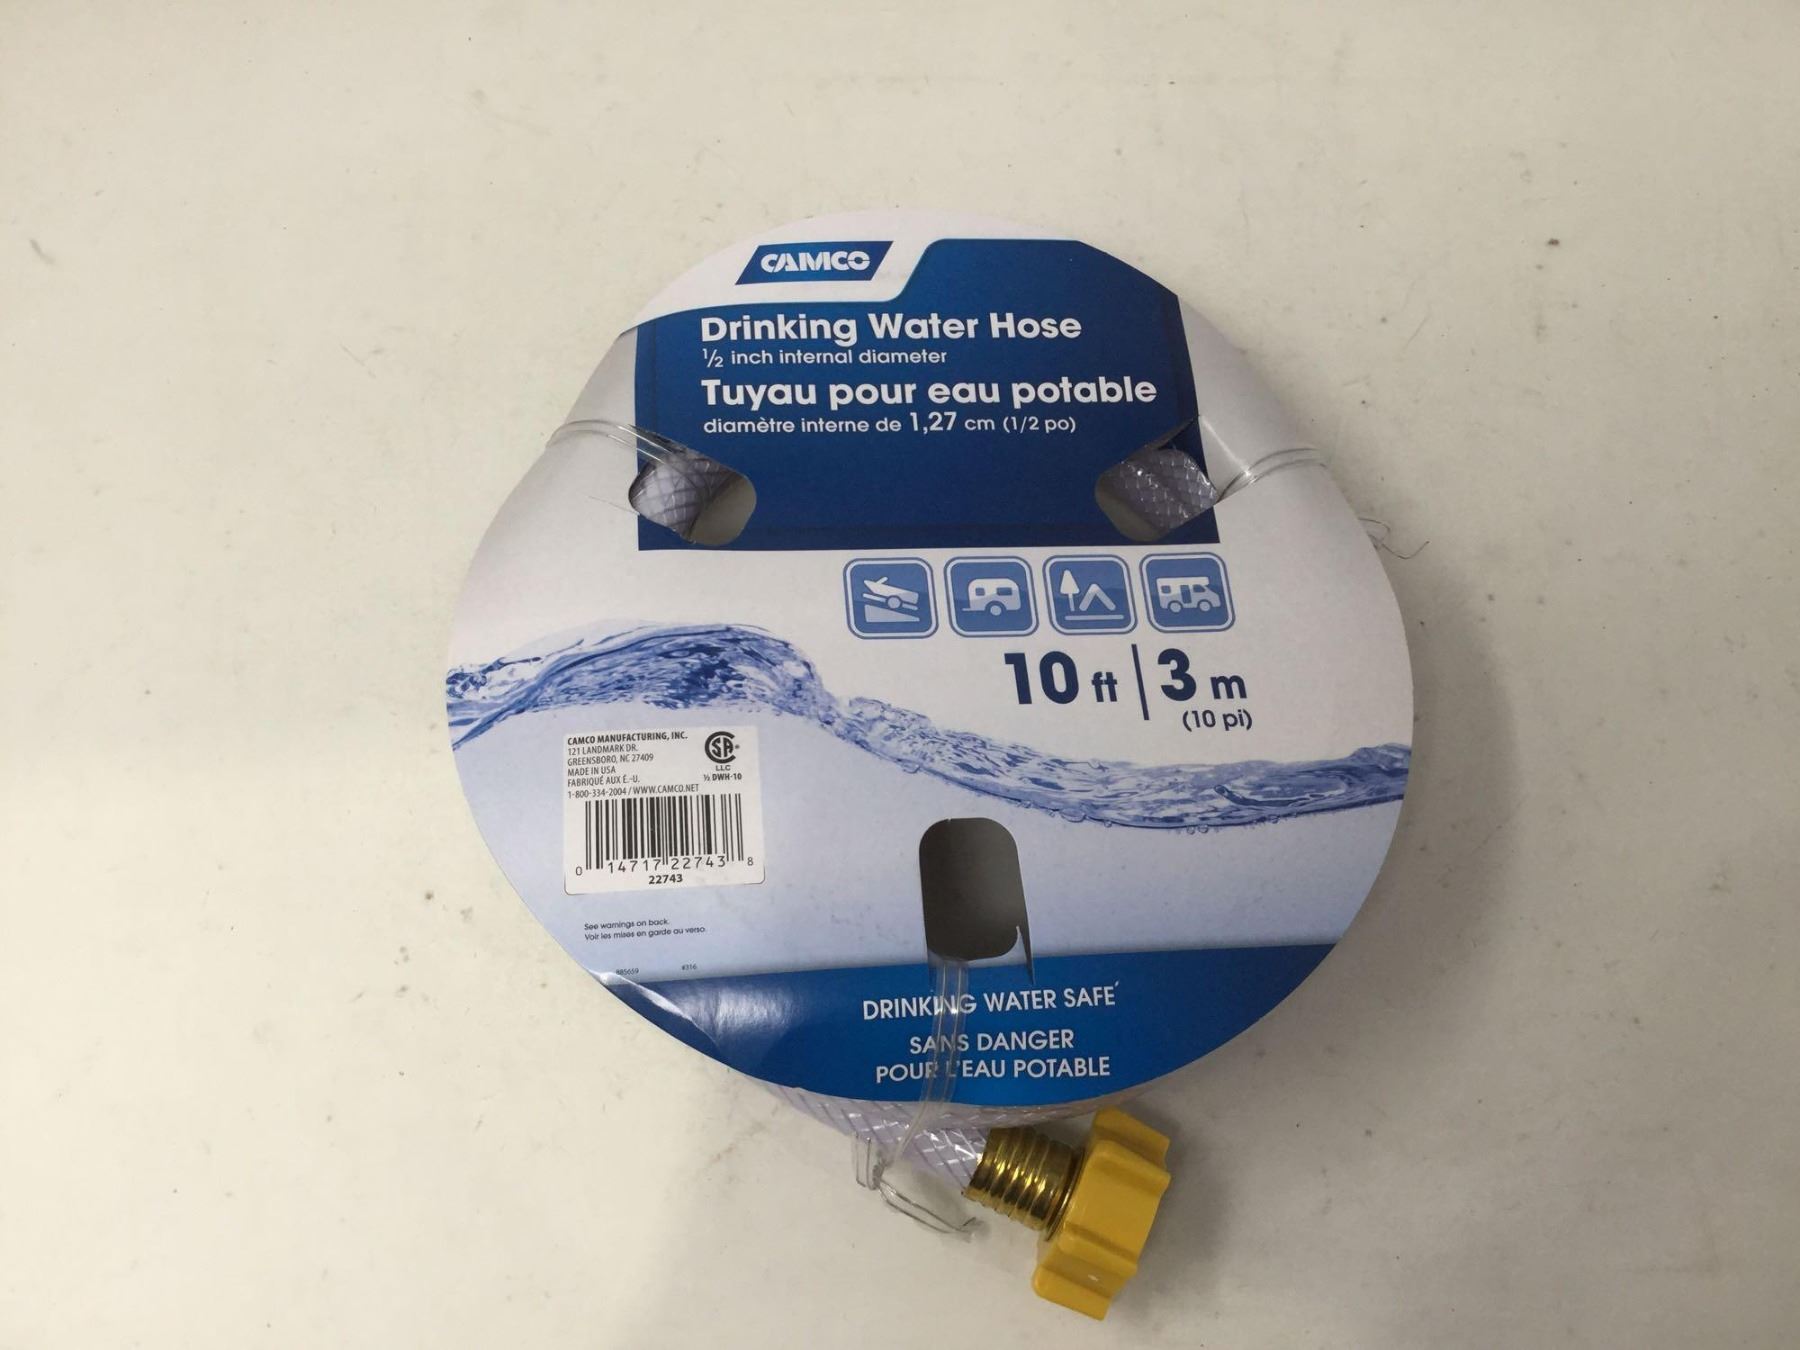 CAMCO
Drinking Water Hose
1/2 inch internal diameter
Tuyau pour eau potable
diamètre interne de 1,27 cm (1/2 po)
10 ft | 3 m
(10 pi)
CAMCO MANUFACTURING, INC.
121 LANDMARK DR.
GREENSBORO, NC 27409
MADE IN USA
FABRIQUÉ AUX É.-U.
1-800-334-2004 / WWW.CAMCO.NET
SA
LLC
½ DWH-10
0 14717 22743 8
22743
See warnings on back.
Voir les mises en garde au verso.
885659 #316
DRINKING WATER SAFE
SANS DANGER
POUR L'EAU POTABLE